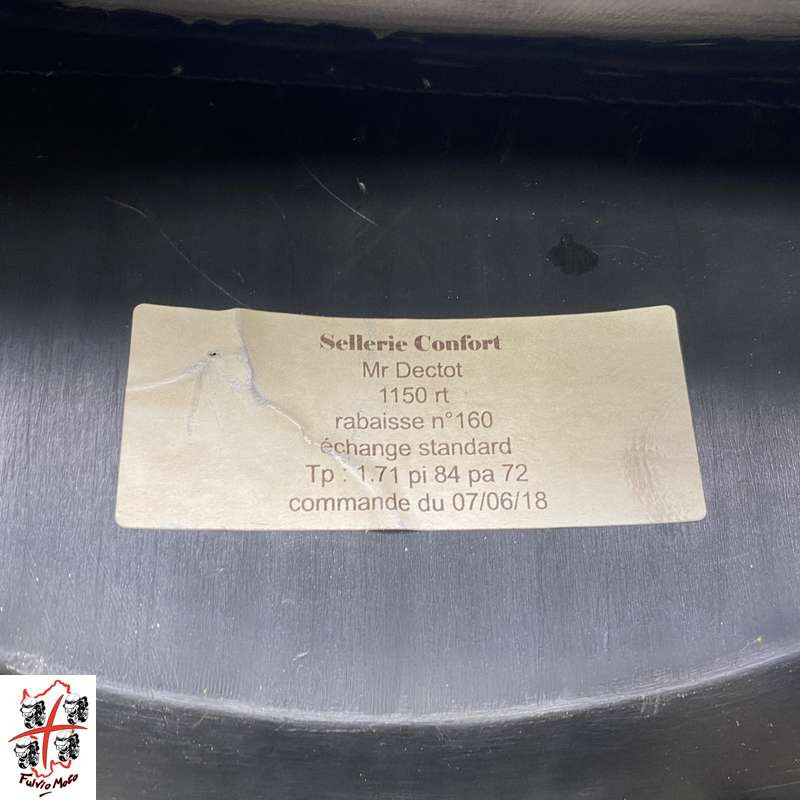 Sellerie Confort
Mr Dectot
1150 rt
rabaisse n°160
échange standard
Tp : 1.71 pi 84 pa 72
commande du 07/06/18
Fulvio Moto